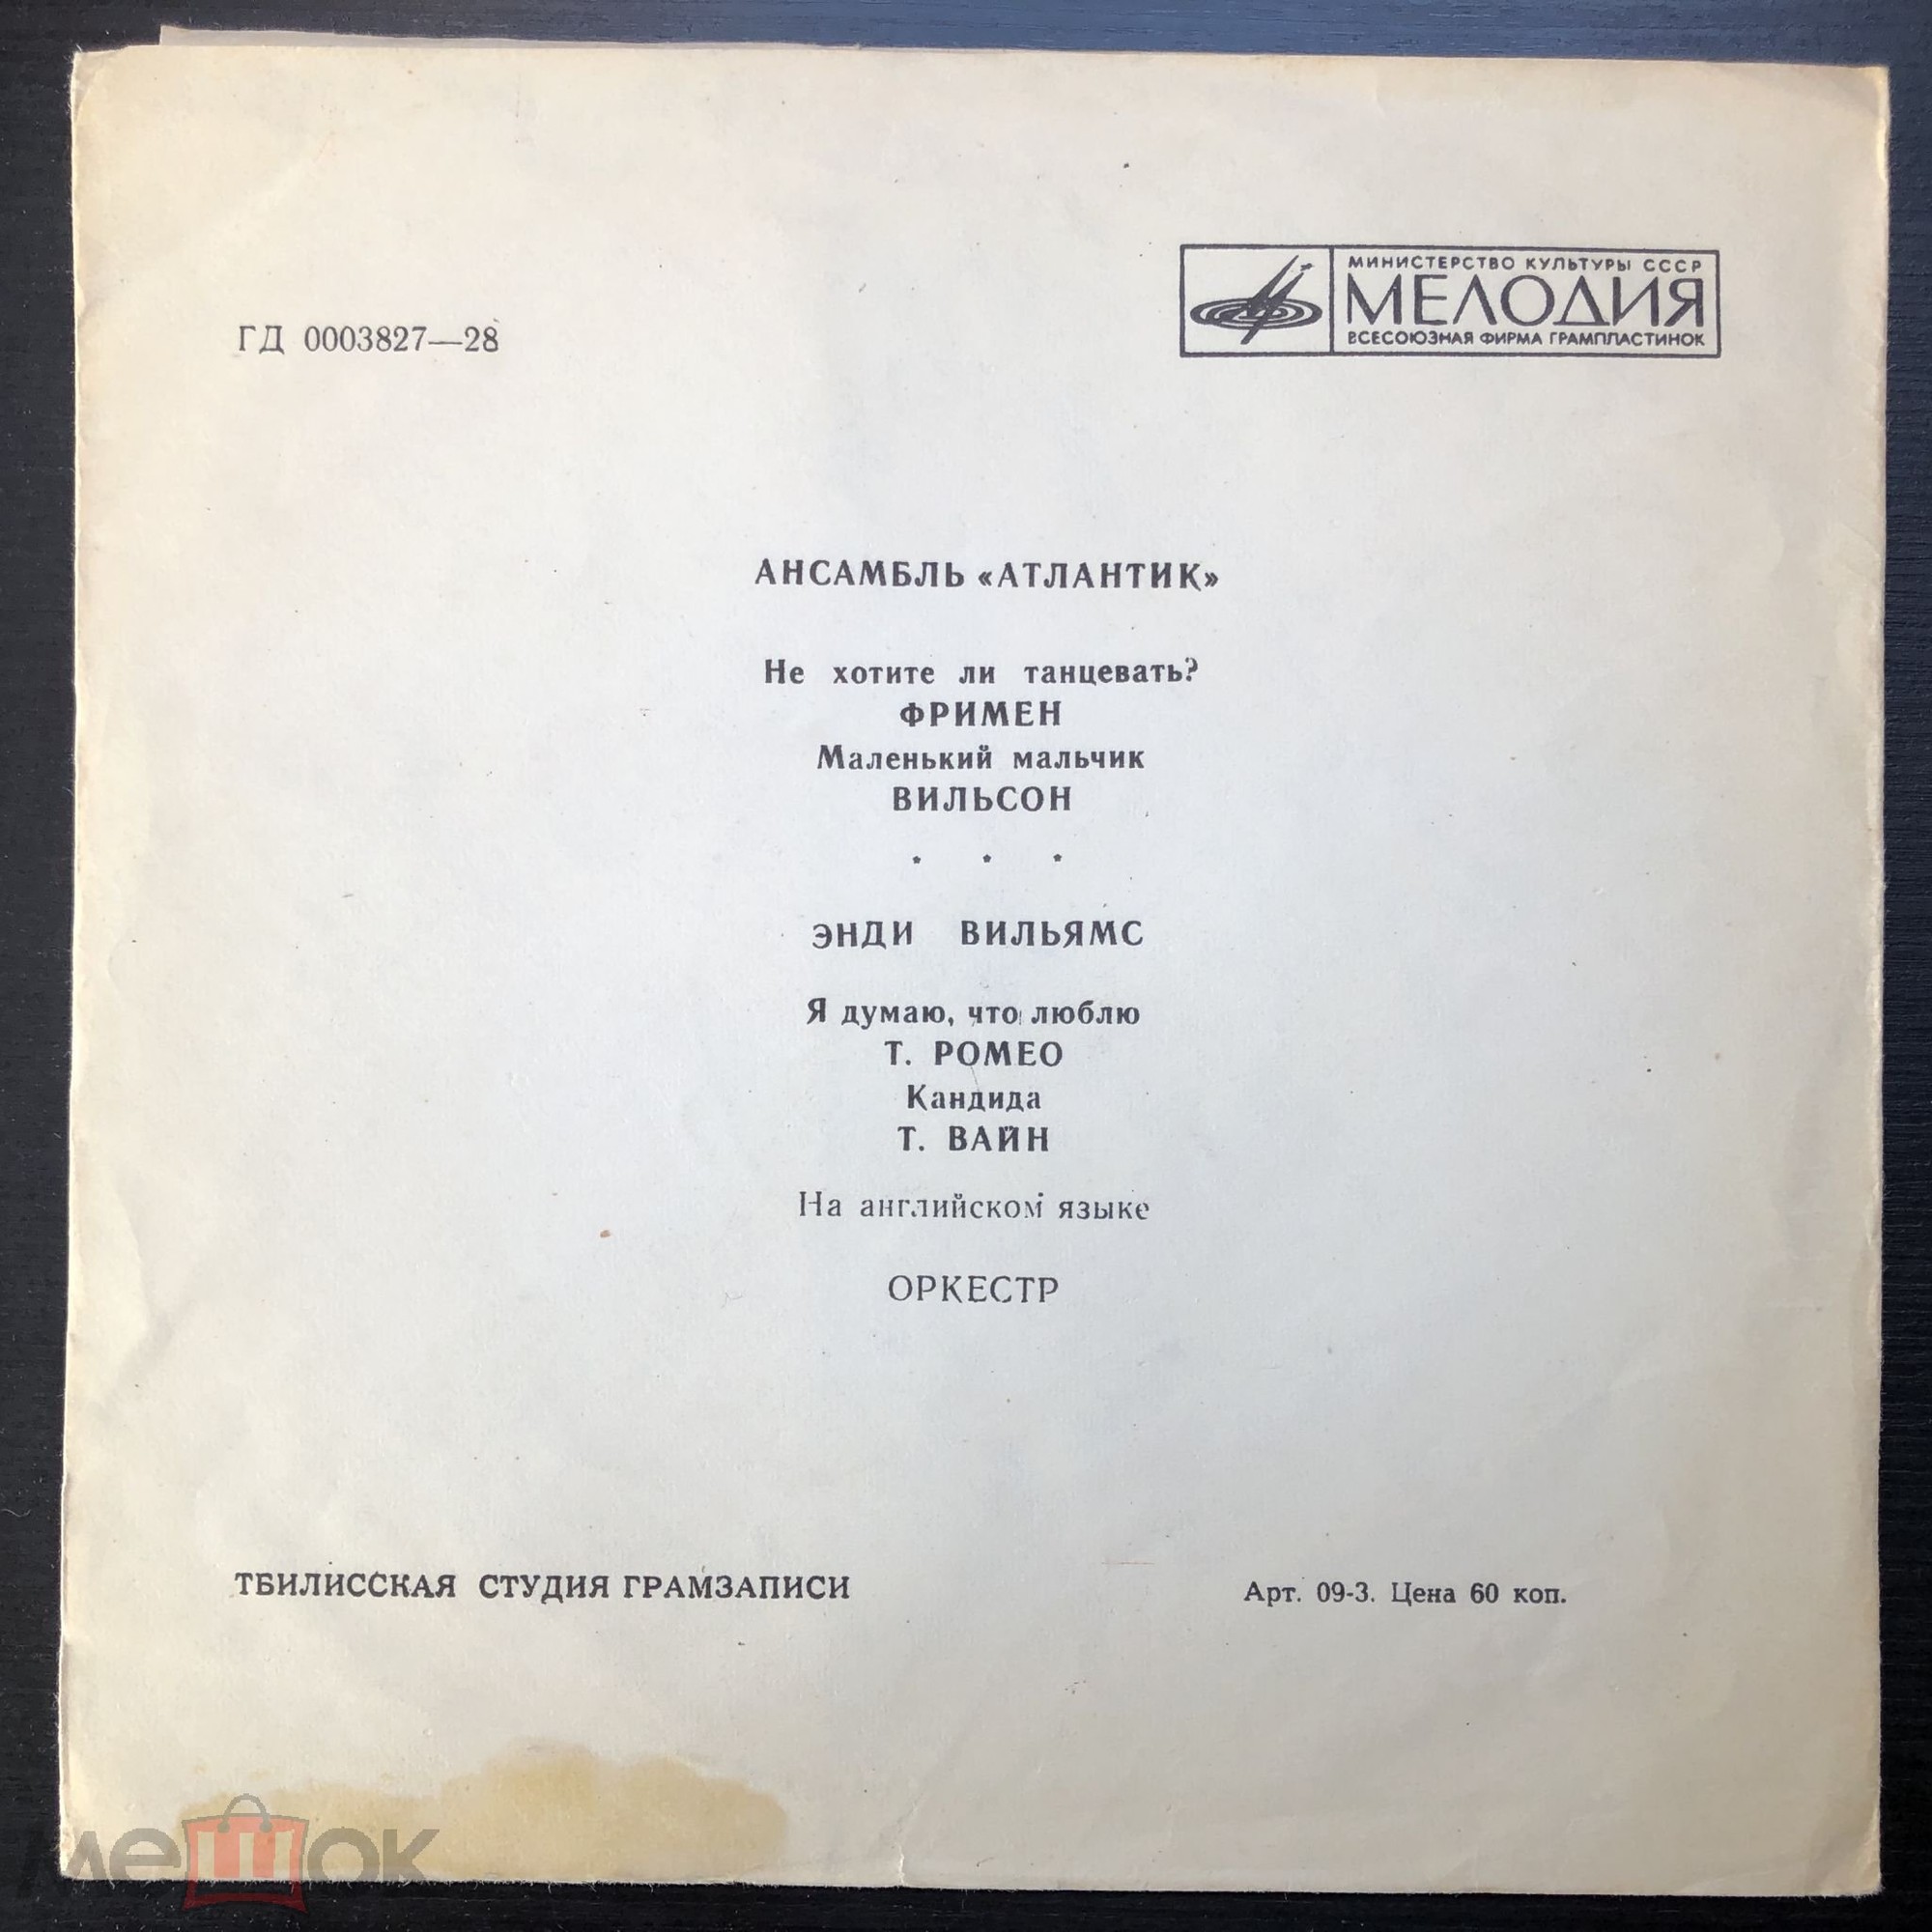 МИНИСТЕРСТВО КУЛЬТУРЫ СССР
МЕЛОДИЯ
ВСЕСОЮЗНАЯ ФИРМА ГРАМПЛАСТИНОК
ГД 0003827—28
АНСАМБЛЬ «АТЛАНТИК»
Не хотите ли танцевать?
ФРИМЕН
Маленький мальчик
ВИЛЬСОН
ЭНДИ ВИЛЬЯМС
Я думаю, что люблю
Т. РОМЕО
Кандида
Т. ВАЙН
На английском языке
ОРКЕСТР
ТБИЛИССКАЯ СТУДИЯ ГРАМЗАПИСИ
Арт. 09-3. Цена 60 коп.
мешок